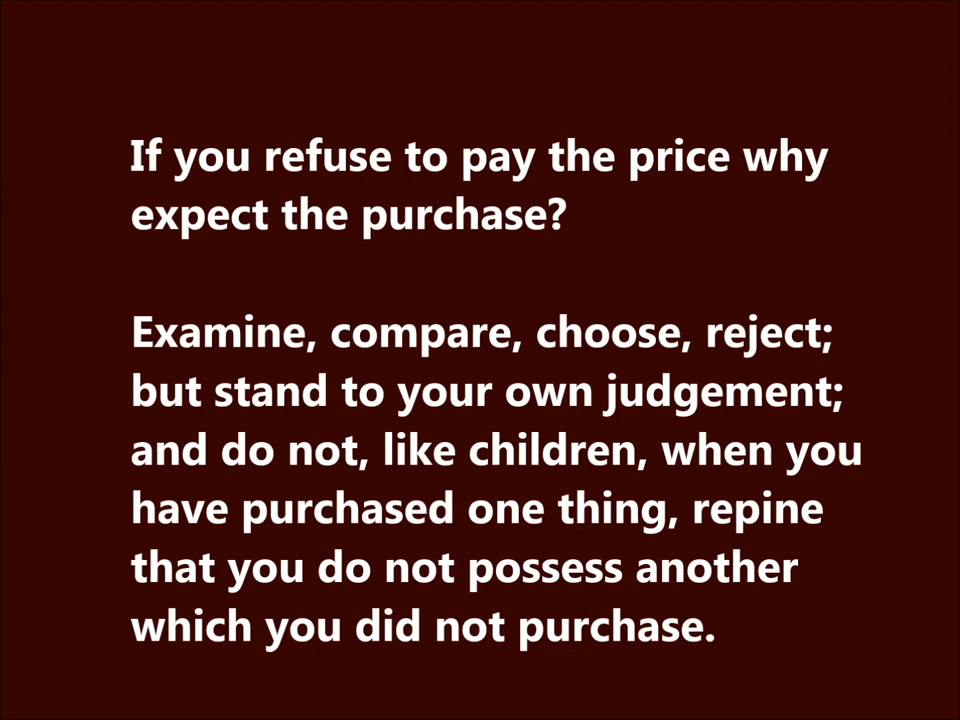 If you refuse to pay the price why
expect the purchase?
Examine, compare, choose, reject;
but stand to your own judgement;
and do not, like children, when you
have purchased one thing, repine
that you do not possess another
which you did not purchase.